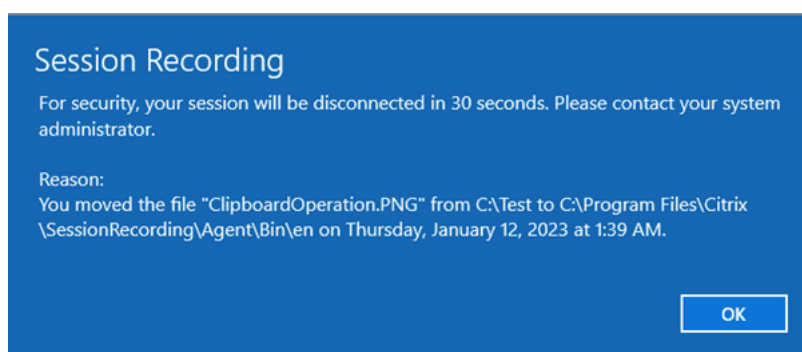 Session Recording
For security, your session will be disconnected in 30 seconds. Please contact your system
administrator.
Reason:
You moved the file "ClipboardOperation.PNG" from C:\Test to C:\Program Files\Citrix
\SessionRecording\Agent\Bin\en on Thursday, January 12, 2023 at 1:39 AM.
OK